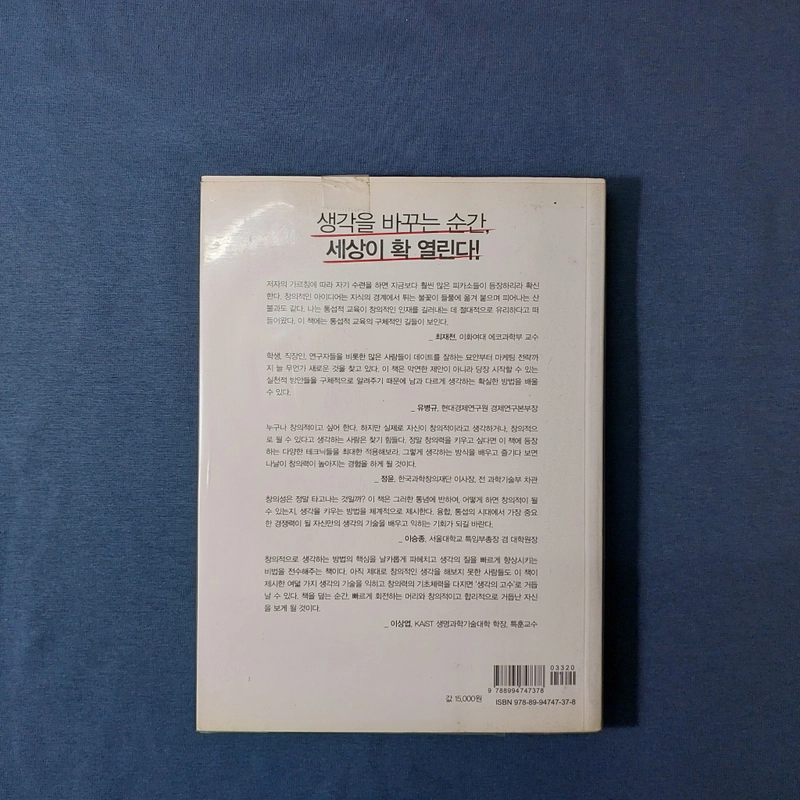 생각을 바꾸는 순간,
세상이 확 열린다!
저자의 가르침에 따라 자기 수련을 하면 지금보다 훨씬 많은 피카소들이 등장하리라 확신
한다. 창의적인 아이디어는 지식의 경계에서 튀는 불꽃이 들풀에 옮겨 붙으며 피어나는 산
불과도 같다. 나는 통섭적 교육이 창의적인 인재를 길러내는 데 절대적으로 유리하다고 떠
들어왔다. 이 책에는 통섭적 교육의 구체적인 길들이 보인다.
_ 최재천, 이화여대 에코과학부 교수
학생, 직장인, 연구자들을 비롯한 많은 사람들이 데이트를 잘하는 묘안부터 마케팅 전략까
지 늘 무언가 새로운 것을 찾고 있다. 이 책은 막연한 제안이 아니라 당장 시작할 수 있는
실천적 방안들을 구체적으로 알려주기 때문에 남과 다르게 생각하는 확실한 방법을 배울
수 있다.
_ 유병규, 현대경제연구원 경제연구본부장
누구나 창의적이고 싶어 한다. 하지만 실제로 자신이 창의적이라고 생각하거나, 창의적으
로 될 수 있다고 생각하는 사람은 찾기 힘들다. 정말 창의력을 키우고 싶다면 이 책에 등장
하는 다양한 테크닉들을 최대한 적용해보라. 그렇게 생각하는 방식을 배우고 즐기다 보면
나날이 창의력이 높아지는 경험을 하게 될 것이다.
_ 정윤, 한국과학창의재단 이사장, 전 과학기술부 차관
창의성은 정말 타고나는 것일까? 이 책은 그러한 통념에 반하여, 어떻게 하면 창의적이 될
수 있는지, 생각을 키우는 방법을 체계적으로 제시한다. 융합, 통섭의 시대에서 가장 중요
한 경쟁력이 될 자신만의 생각의 기술을 배우고 익히는 기회가 되길 바란다.
_ 이승종, 서울대학교 특임부총장 겸 대학원장
창의적으로 생각하는 방법의 핵심을 날카롭게 파헤치고 생각의 질을 빠르게 향상시키는
비법을 전수해주는 책이다. 아직 제대로 창의적인 생각을 해보지 못한 사람들도 이 책이
제시한 여덟 가지 생각의 기술을 익히고 창의력의 기초체력을 다지면 '생각의 고수'로 거듭
날 수 있다. 책을 덮는 순간, 빠르게 회전하는 머리와 창의적이고 합리적으로 거듭난 자신
을 보게 될 것이다.
_ 이상엽, KAIST 생명과학기술대학 학장, 특훈교수
03320
9 788994 747378
값 15,000원
ISBN 978-89-94747-37-8